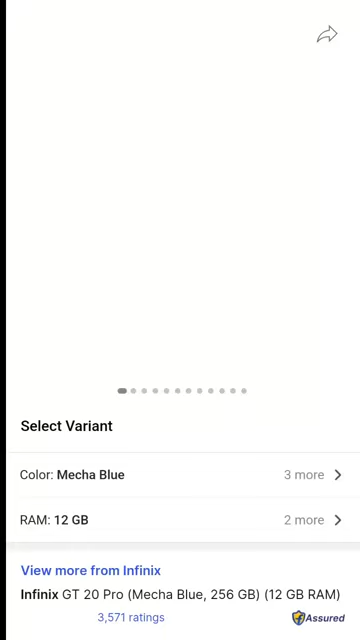 Select Variant
Color: Mecha Blue 3 more
RAM: 12 GB 2 more
View more from Infinix
Infinix GT 20 Pro (Mecha Blue, 256 GB) (12 GB RAM)
3,571 ratings Assured